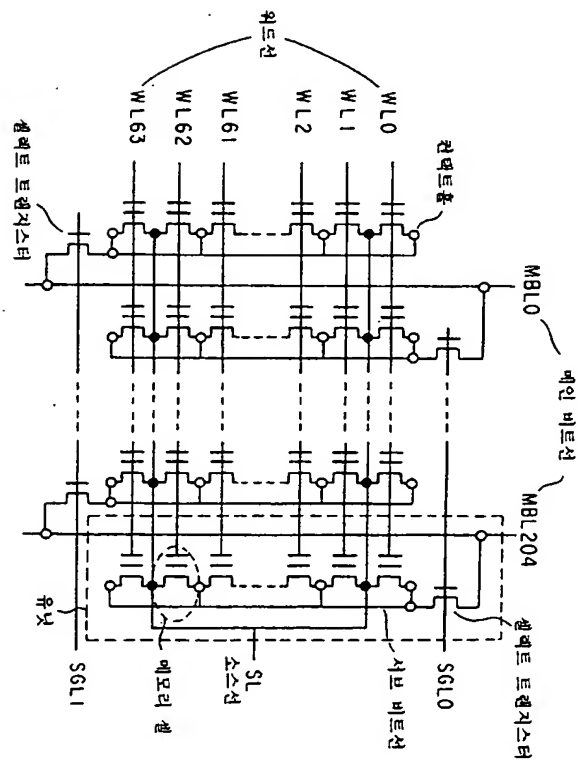 워드선
WL63
WL62
WL61
WL2
WL1
WL0
셀렉트 트랜지스터
컨택트홀
MBL0
메인 비트선
MBL204
유닛
SGL1
메모리 셀
소스선
SL
서브 비트선
SGL0
셀렉트 트랜지스터